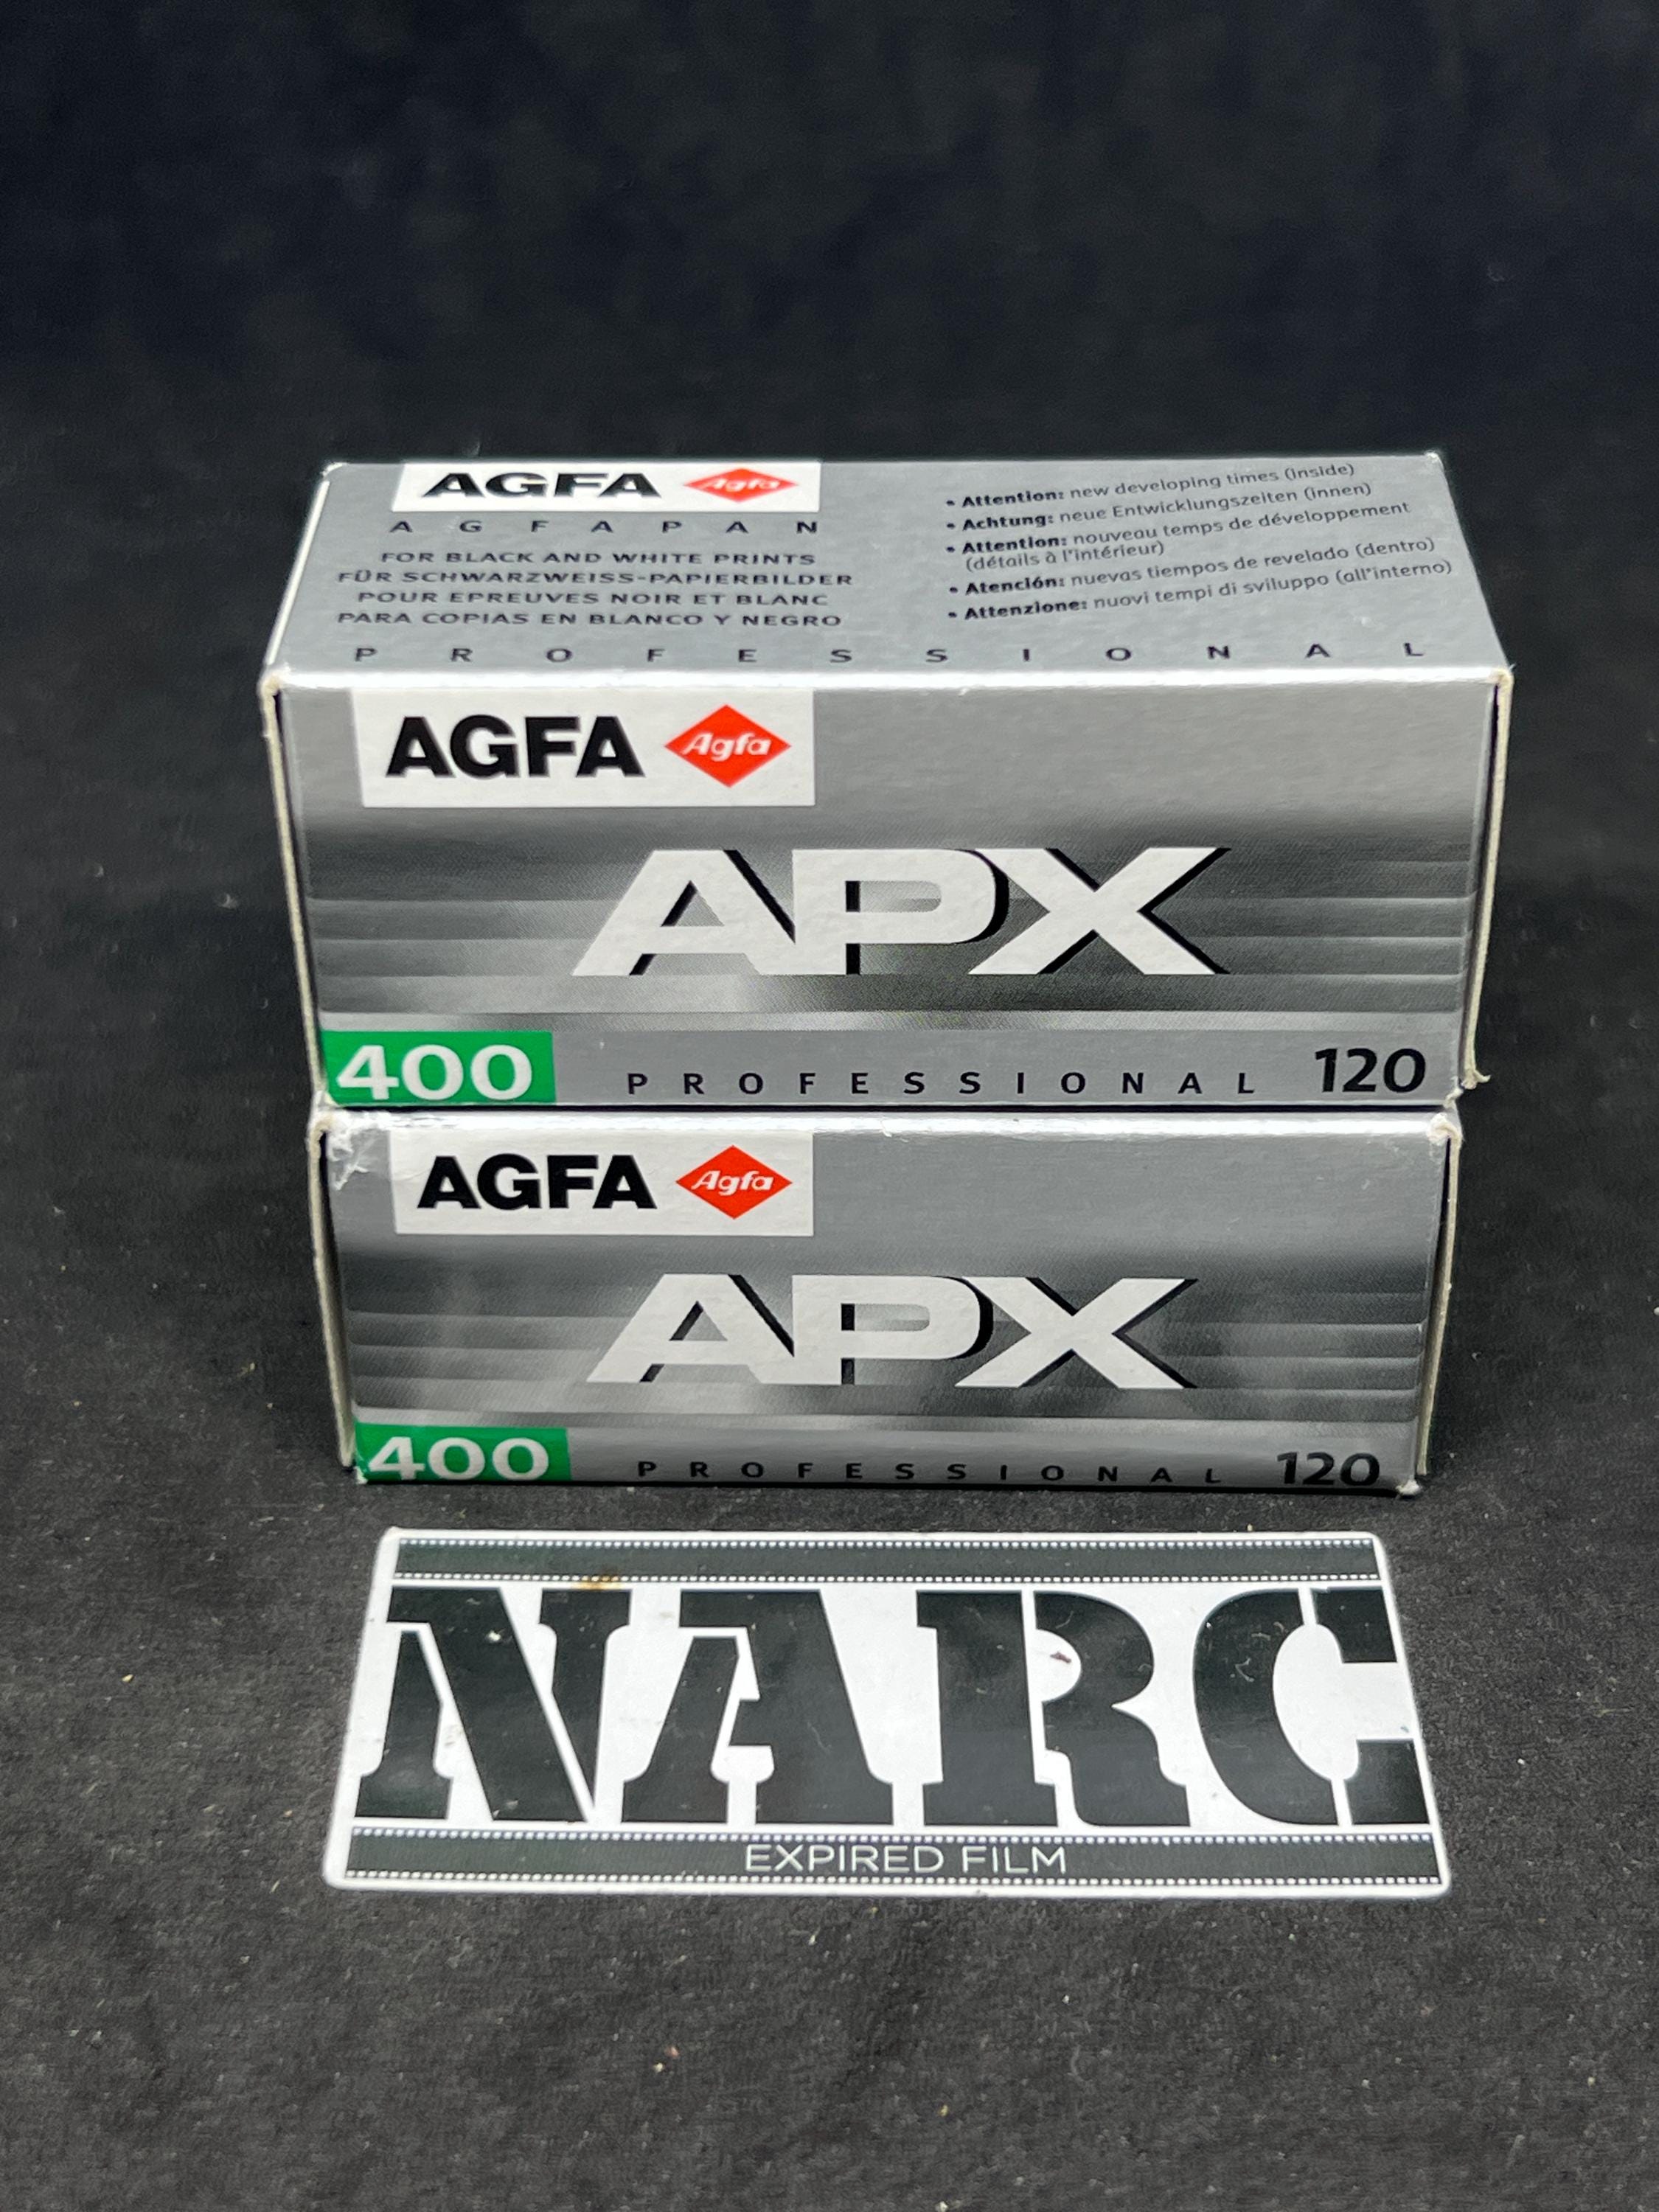 AGFA Agfa
AGFAPAN
FOR BLACK AND WHITE PRINTS
FÜR SCHWARZWEISS-PAPIERBILDER
POUR EPREUVES NOIR ET BLANC
PARA COPIAS EN BLANCO Y NEGRO
• Attention: new developing times (inside)
• Achtung: neue Entwicklungszeiten (innen)
• Attention: nouveau temps de développement
(détails à l'intérieur)
• Atención: nuevas tiempos de revelado (dentro)
• Attenzione: nuovi tempi di sviluppo (all'interno)
PROFESSIONAL
AGFA Agfa
APX
400 PROFESSIONAL 120
AGFA Agfa
APX
400 PROFESSIONAL 120
NARC
EXPIRED FILM